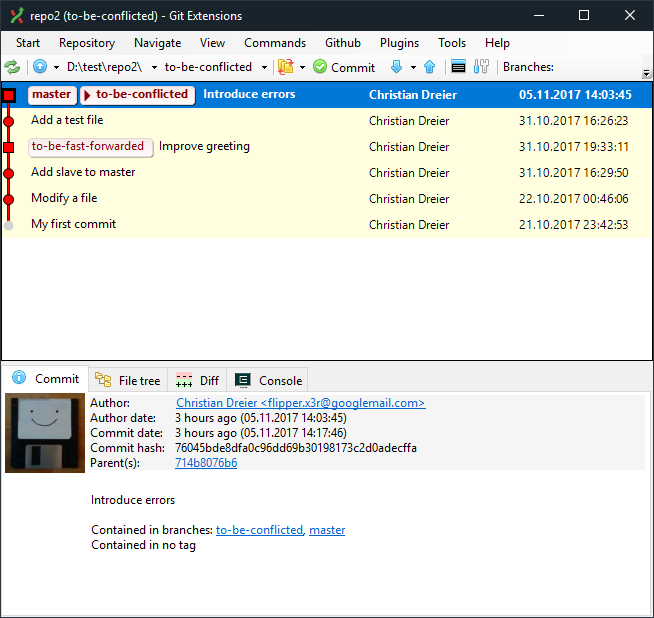 repo2 (to-be-conflicted) - Git Extensions
Start Repository Navigate View Commands Github Plugins Tools Help
D:\test\repo2\ to-be-conflicted Commit Branches:
master to-be-conflicted Introduce errors Christian Dreier 05.11.2017 14:03:45
Add a test file Christian Dreier 31.10.2017 16:26:23
to-be-fast-forwarded Improve greeting Christian Dreier 31.10.2017 19:33:11
Add slave to master Christian Dreier 31.10.2017 16:29:50
Modify a file Christian Dreier 22.10.2017 00:46:06
My first commit Christian Dreier 21.10.2017 23:42:53
Commit File tree Diff Console
Author: Christian Dreier <flipper.x3r@googlemail.com>
Author date: 3 hours ago (05.11.2017 14:03:45)
Commit date: 3 hours ago (05.11.2017 14:17:46)
Commit hash: 76045bde8dfa0c96dd69b30198173c2d0adecffa
Parent(s): 714b8076b6
Introduce errors
Contained in branches: to-be-conflicted, master
Contained in no tag